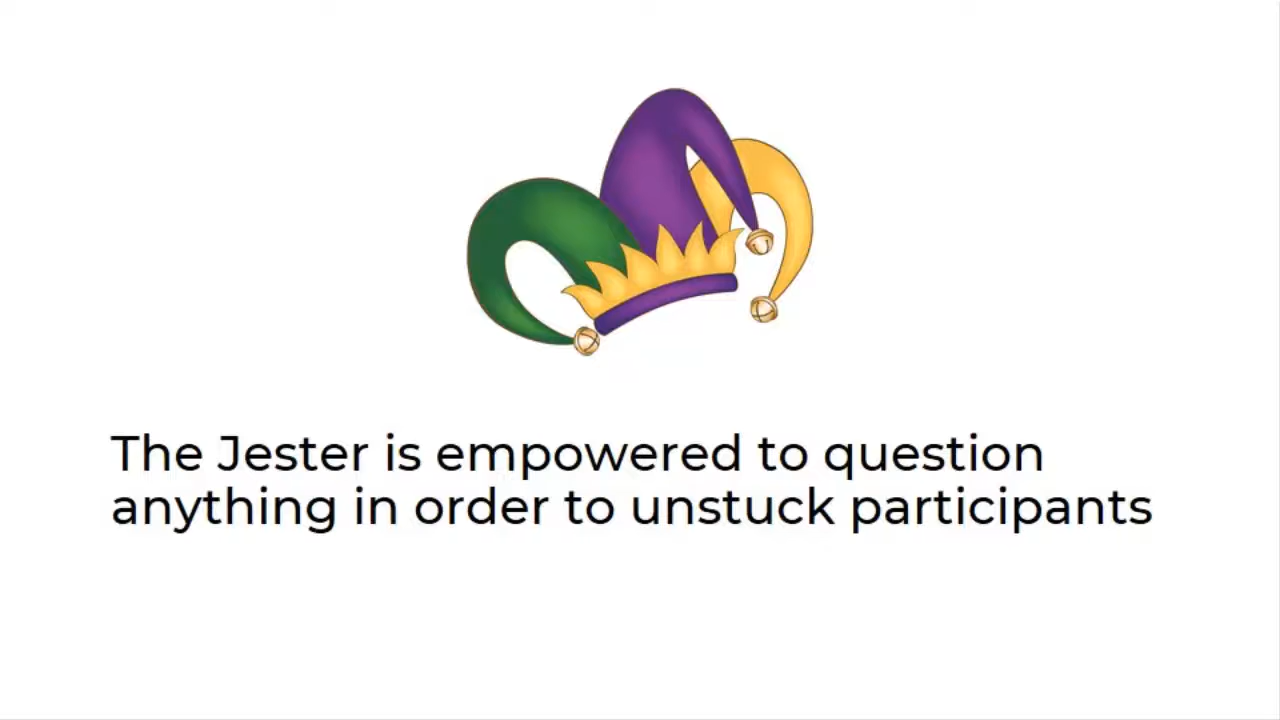 The Jester is empowered to question
anything in order to unstuck participants